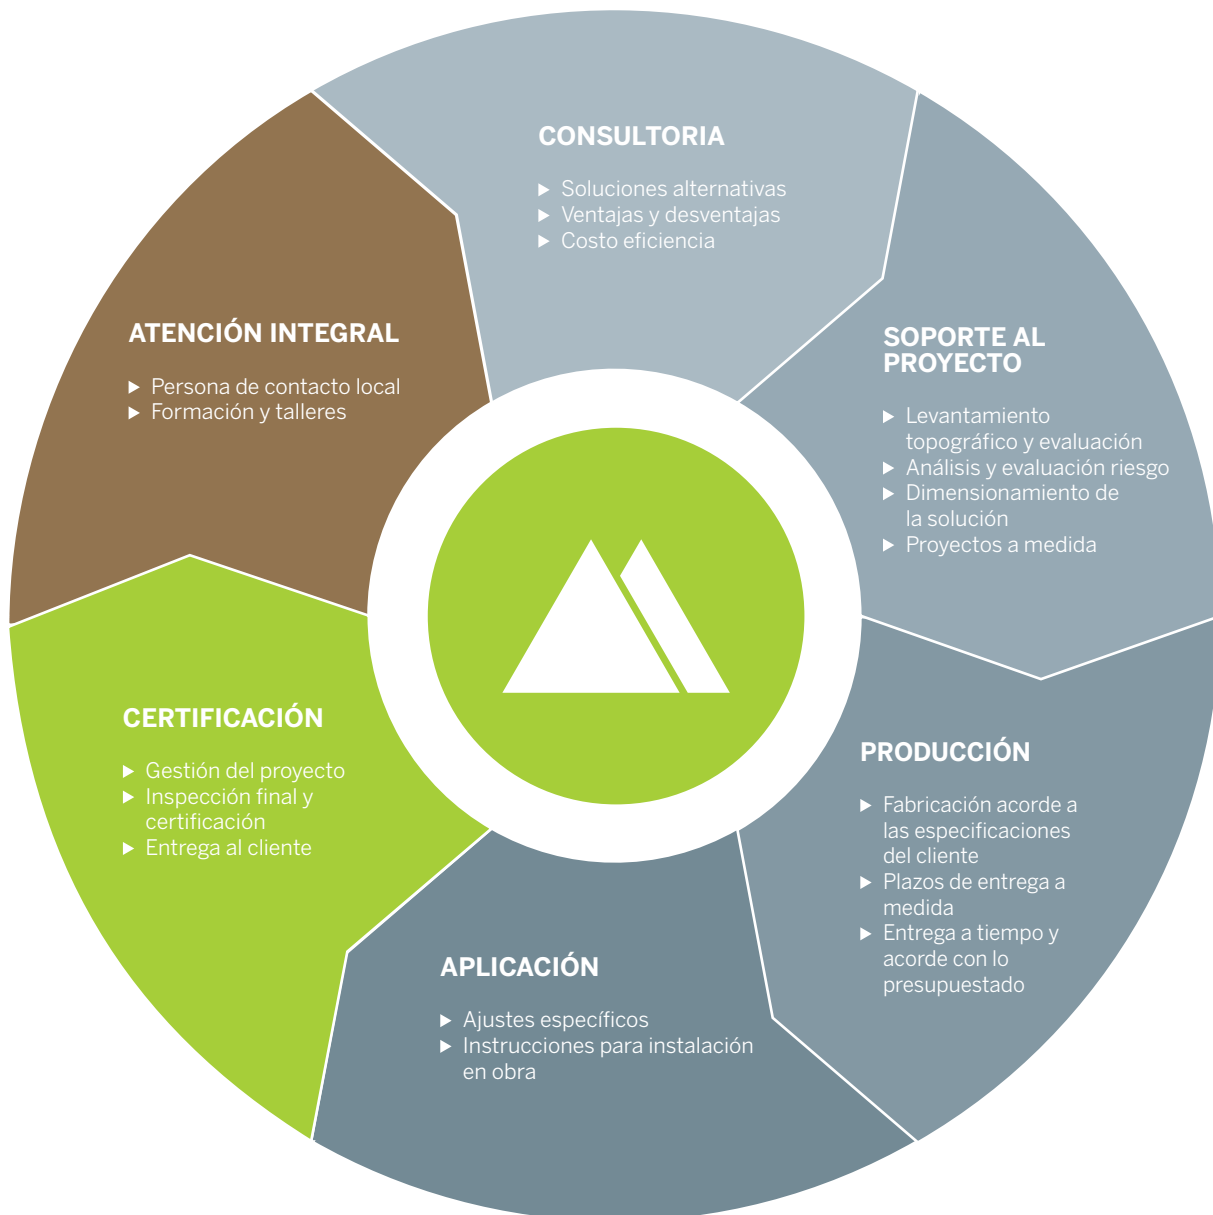 CONSULTORIA
Soluciones alternativas
Ventajas y desventajas
Costo eficiencia
SOPORTE AL
PROYECTO
Levantamiento
topográfico y evaluación
Análisis y evaluación riesgo
Dimensionamiento de
la solución
Proyectos a medida
PRODUCCIÓN
Fabricación acorde a
las especificaciones
del cliente
Plazos de entrega a
medida
Entrega a tiempo y
acorde con lo
presupuestado
APLICACIÓN
Ajustes específicos
Instrucciones para instalación
en obra
CERTIFICACIÓN
Gestión del proyecto
Inspección final y
certificación
Entrega al cliente
ATENCIÓN INTEGRAL
Persona de contacto local
Formación y talleres